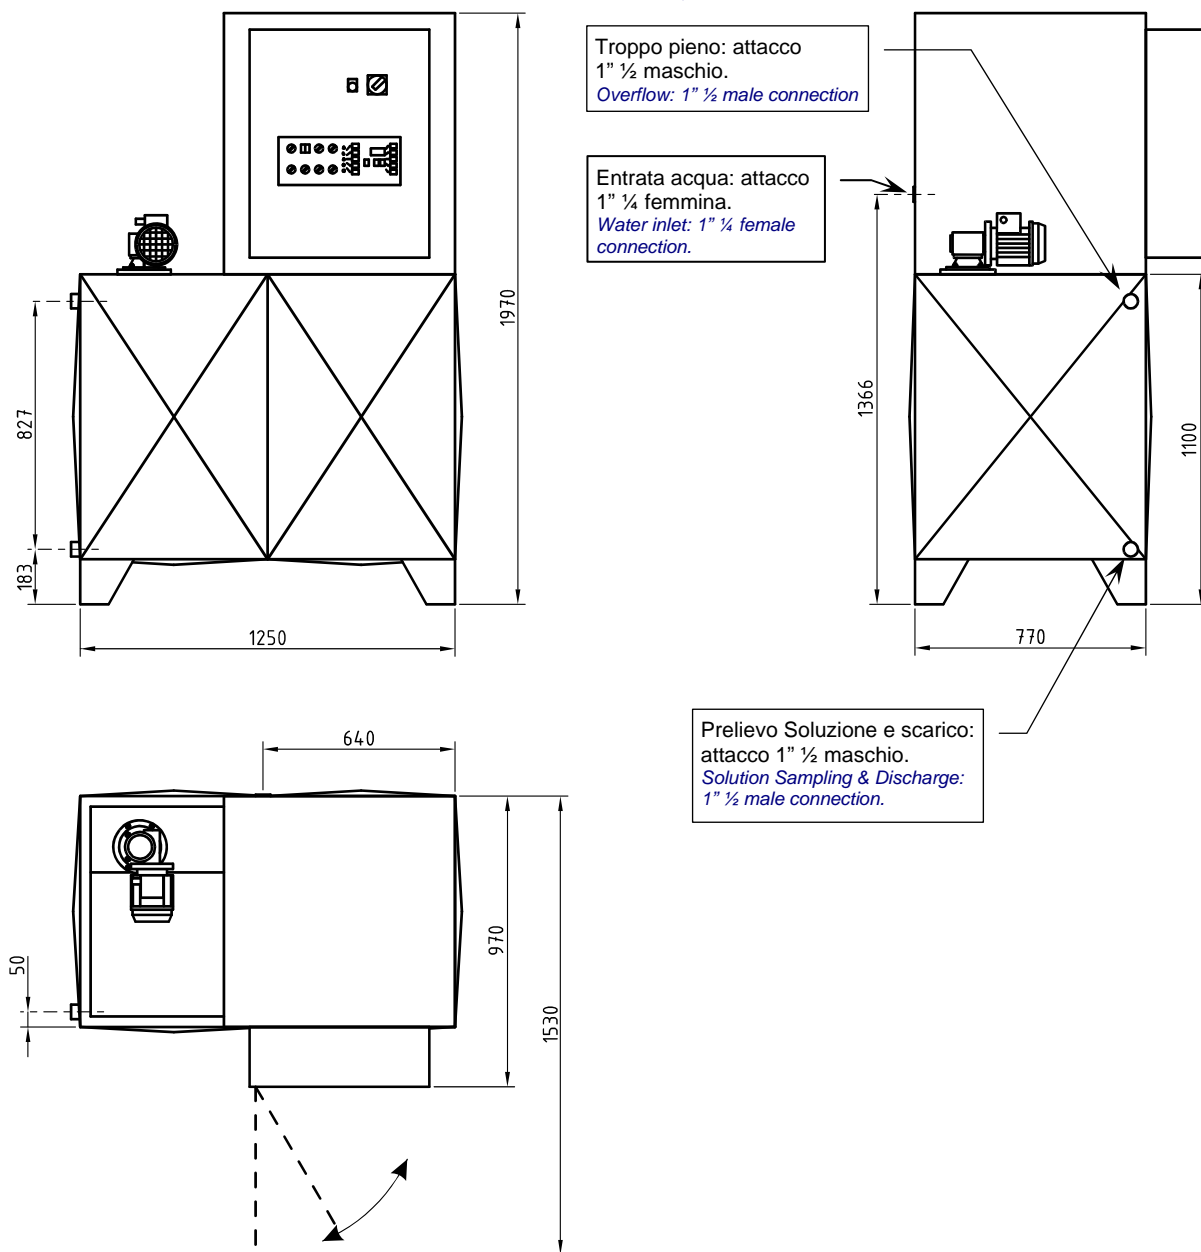 Troppo pieno: attacco
1” ½ maschio.
Overflow: 1” ½ male connection
Entrata acqua: attacco
1” ¼ femmina.
Water inlet: 1” ¼ female
connection.
1970
827
183
1250
1366
1100
770
Prelievo Soluzione e scarico:
attacco 1” ½ maschio.
Solution Sampling & Discharge:
1” ½ male connection.
640
970
1530
50